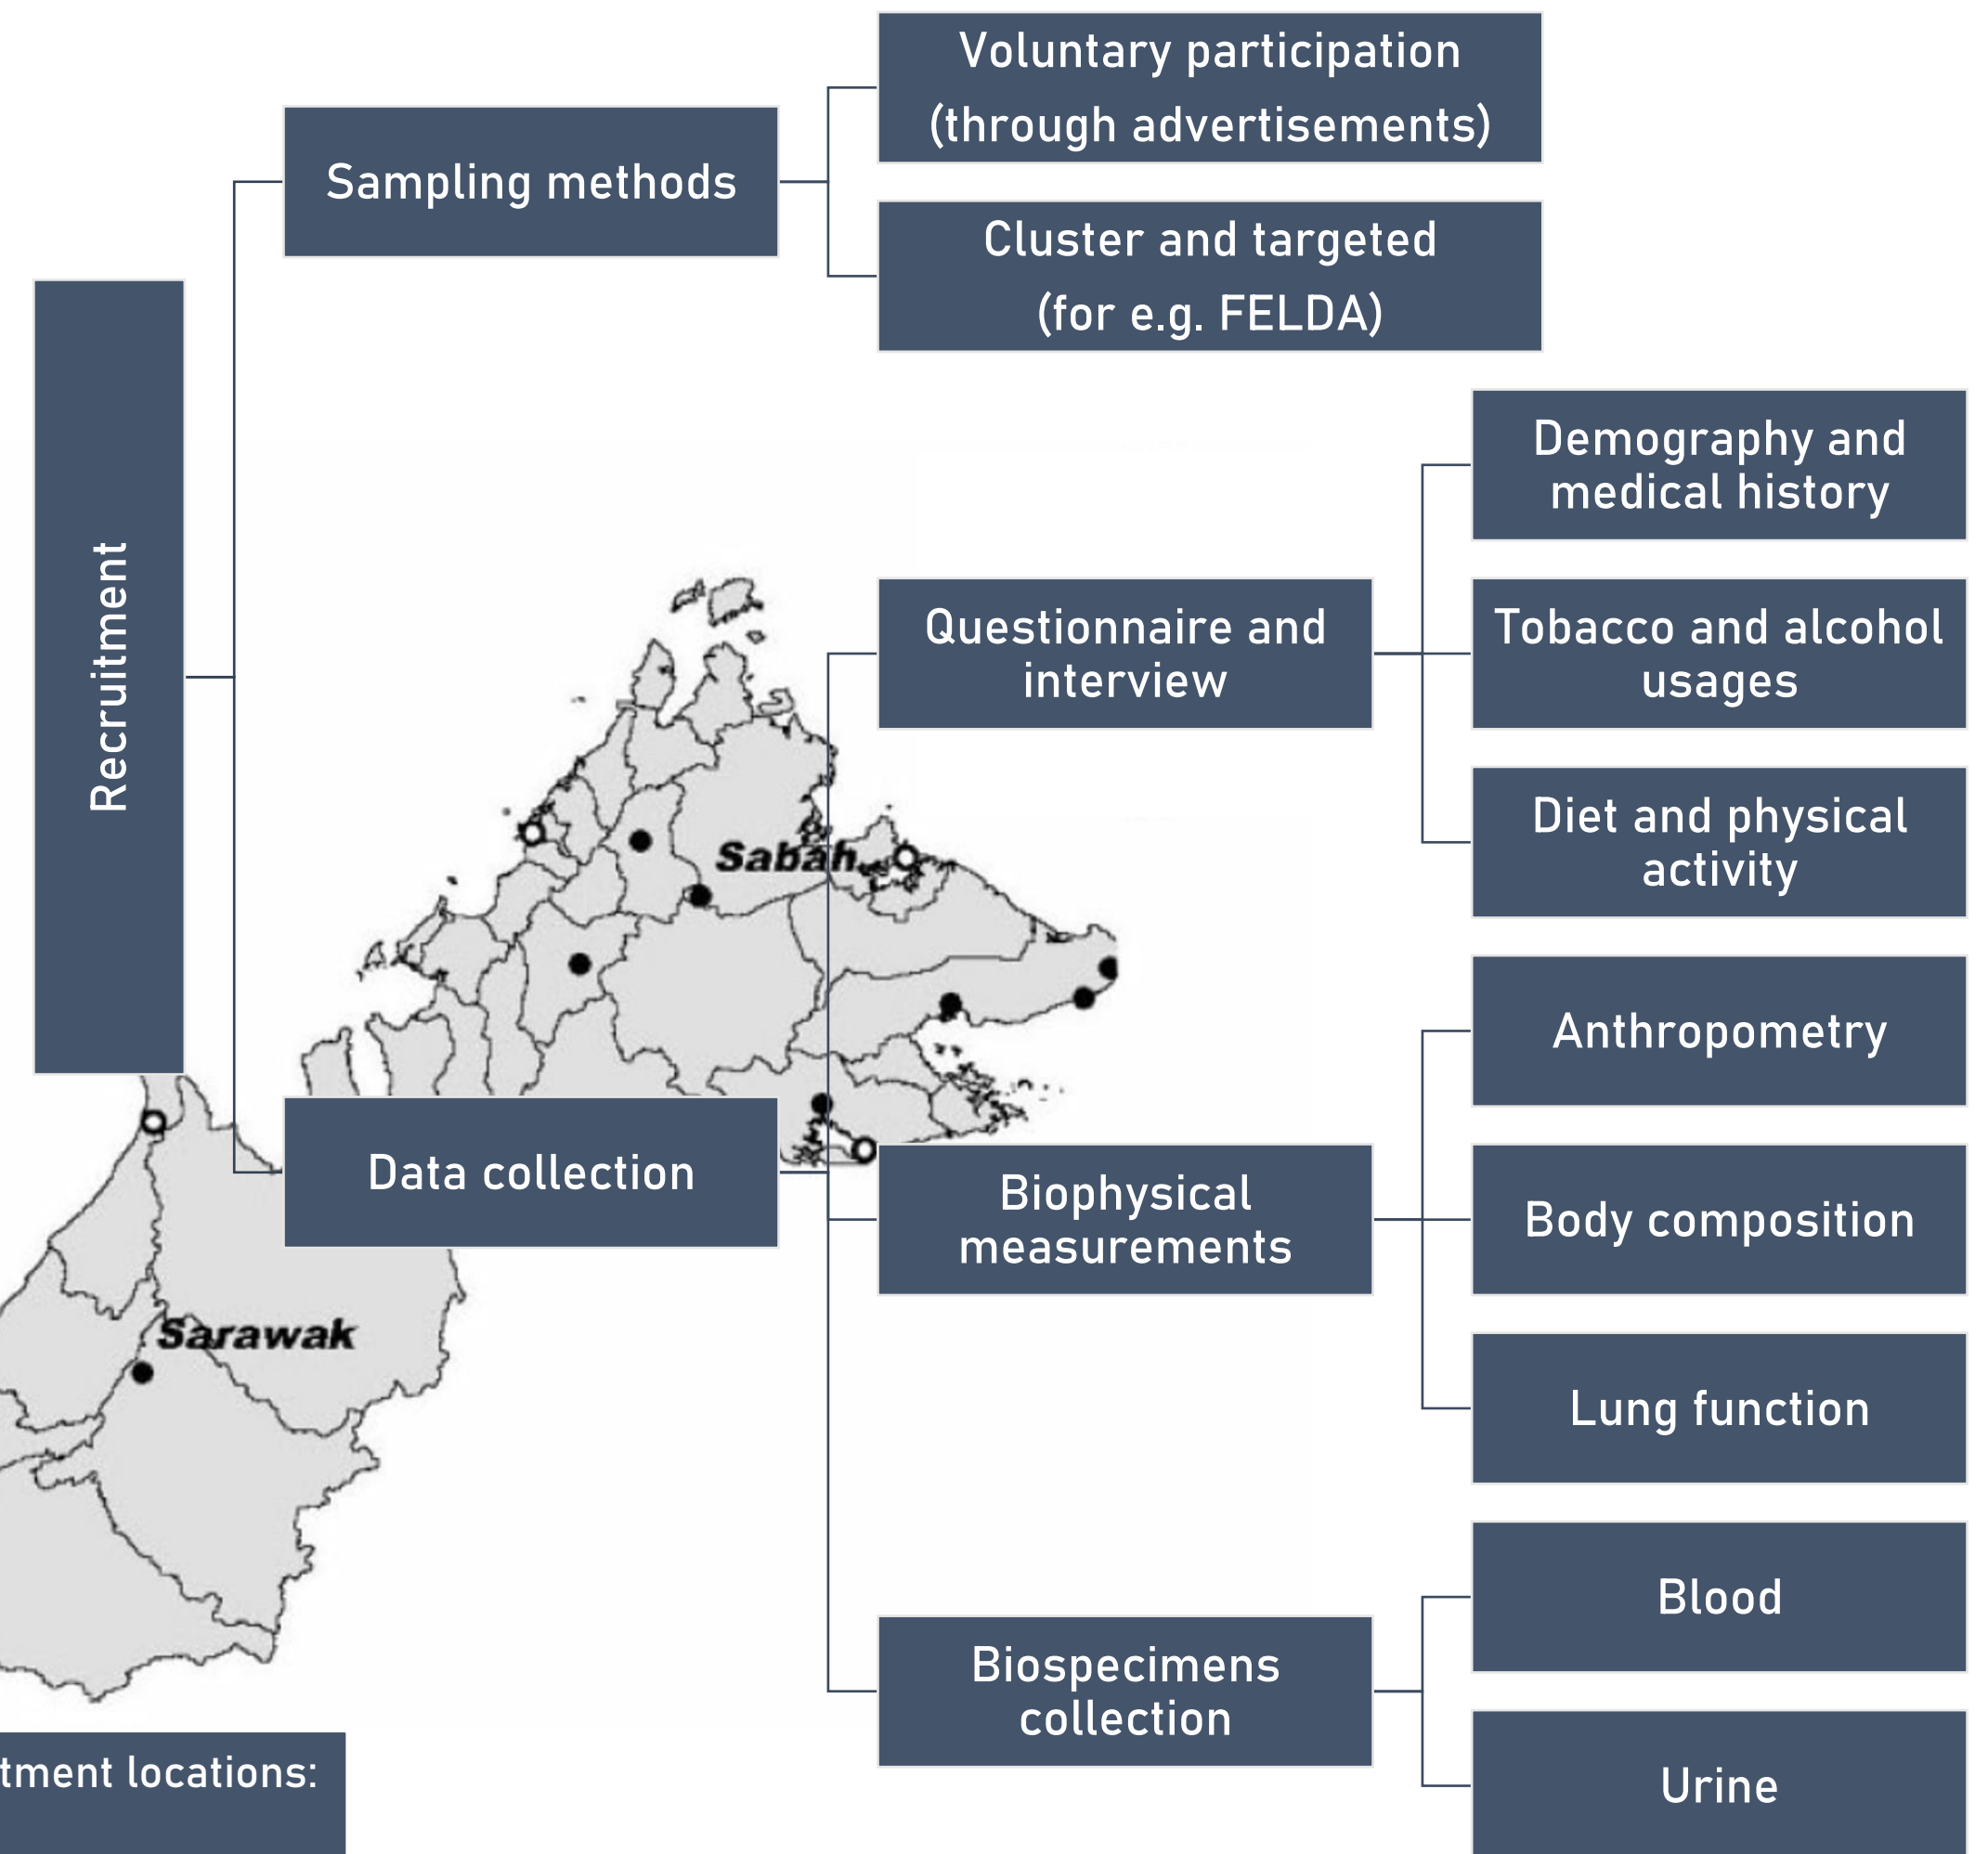 Recruitment
Sampling methods
Voluntary participation
(through advertisements)
Cluster and targeted
(for e.g. FELDA)
Data collection
Questionnaire and
interview
Demography and
medical history
Tobacco and alcohol
usages
Diet and physical
activity
Biophysical
measurements
Anthropometry
Body composition
Lung function
Biospecimens
collection
Blood
Urine
Sabah
Sarawak
tment locations: